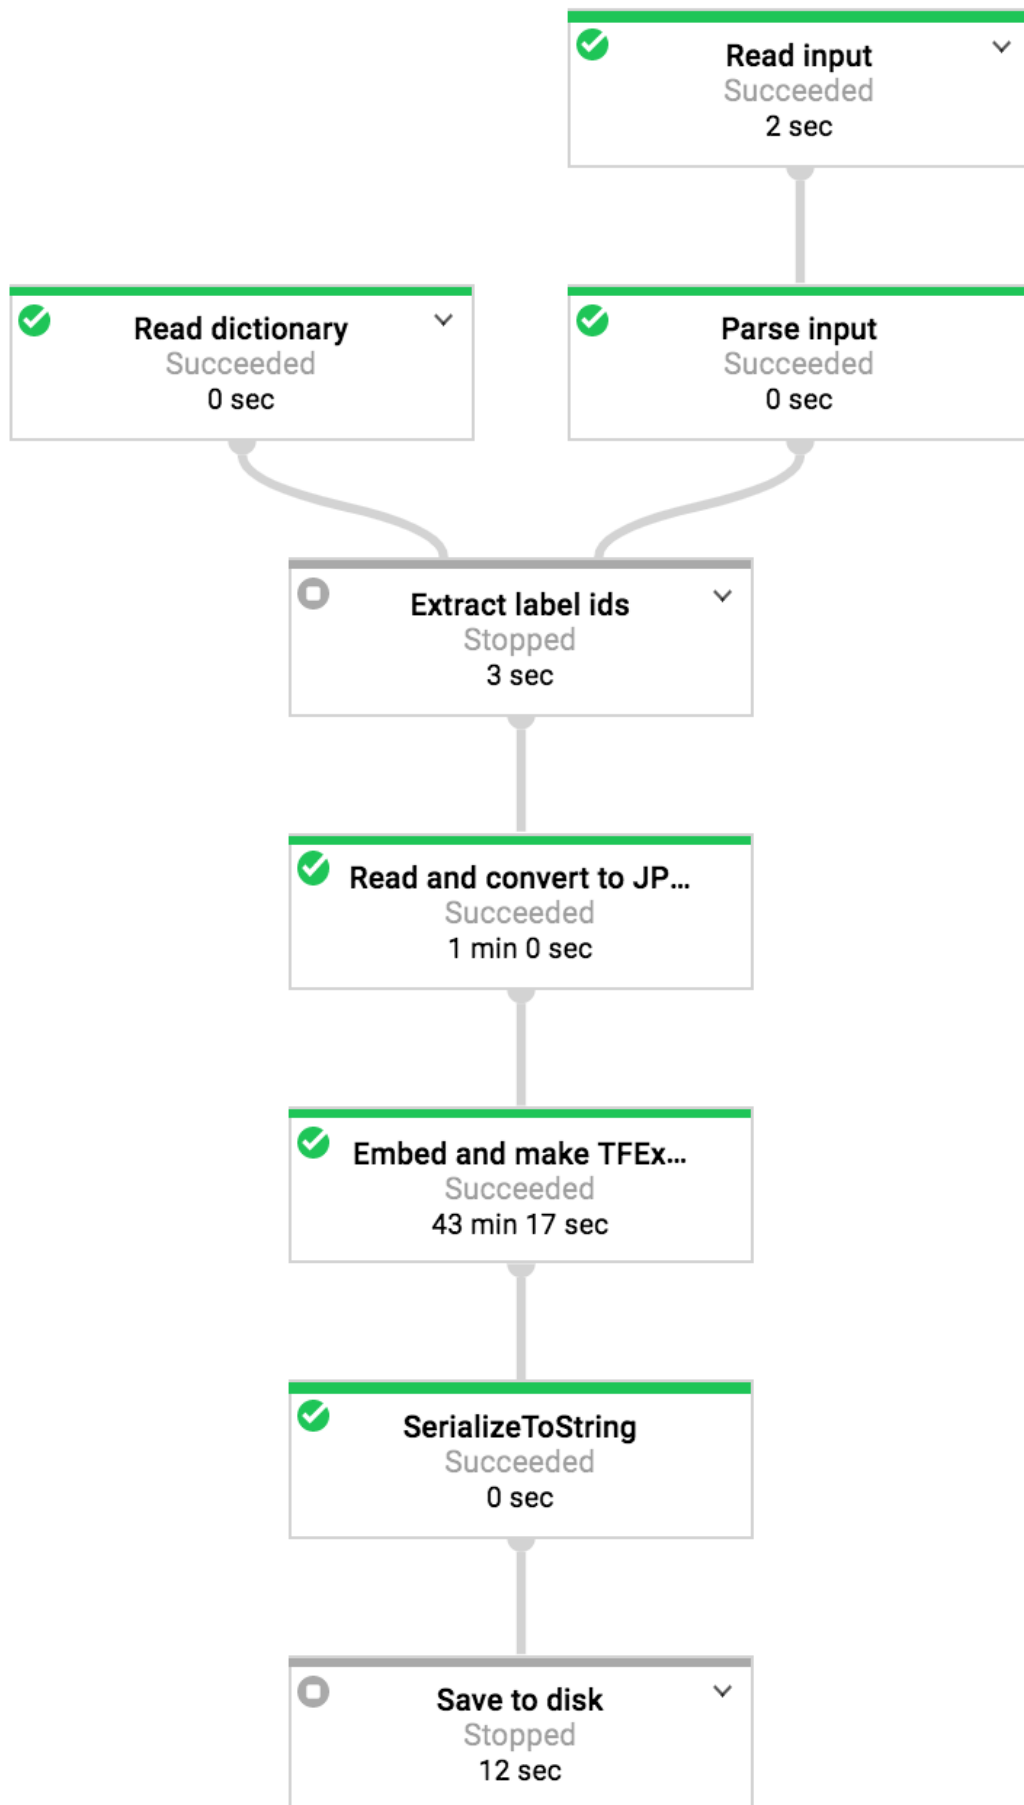 Read input
Succeeded
2 sec
Read dictionary
Succeeded
0 sec
Parse input
Succeeded
0 sec
Extract label ids
Stopped
3 sec
Read and convert to JP...
Succeeded
1 min 0 sec
Embed and make TFEx...
Succeeded
43 min 17 sec
SerializeToString
Succeeded
0 sec
Save to disk
Stopped
12 sec